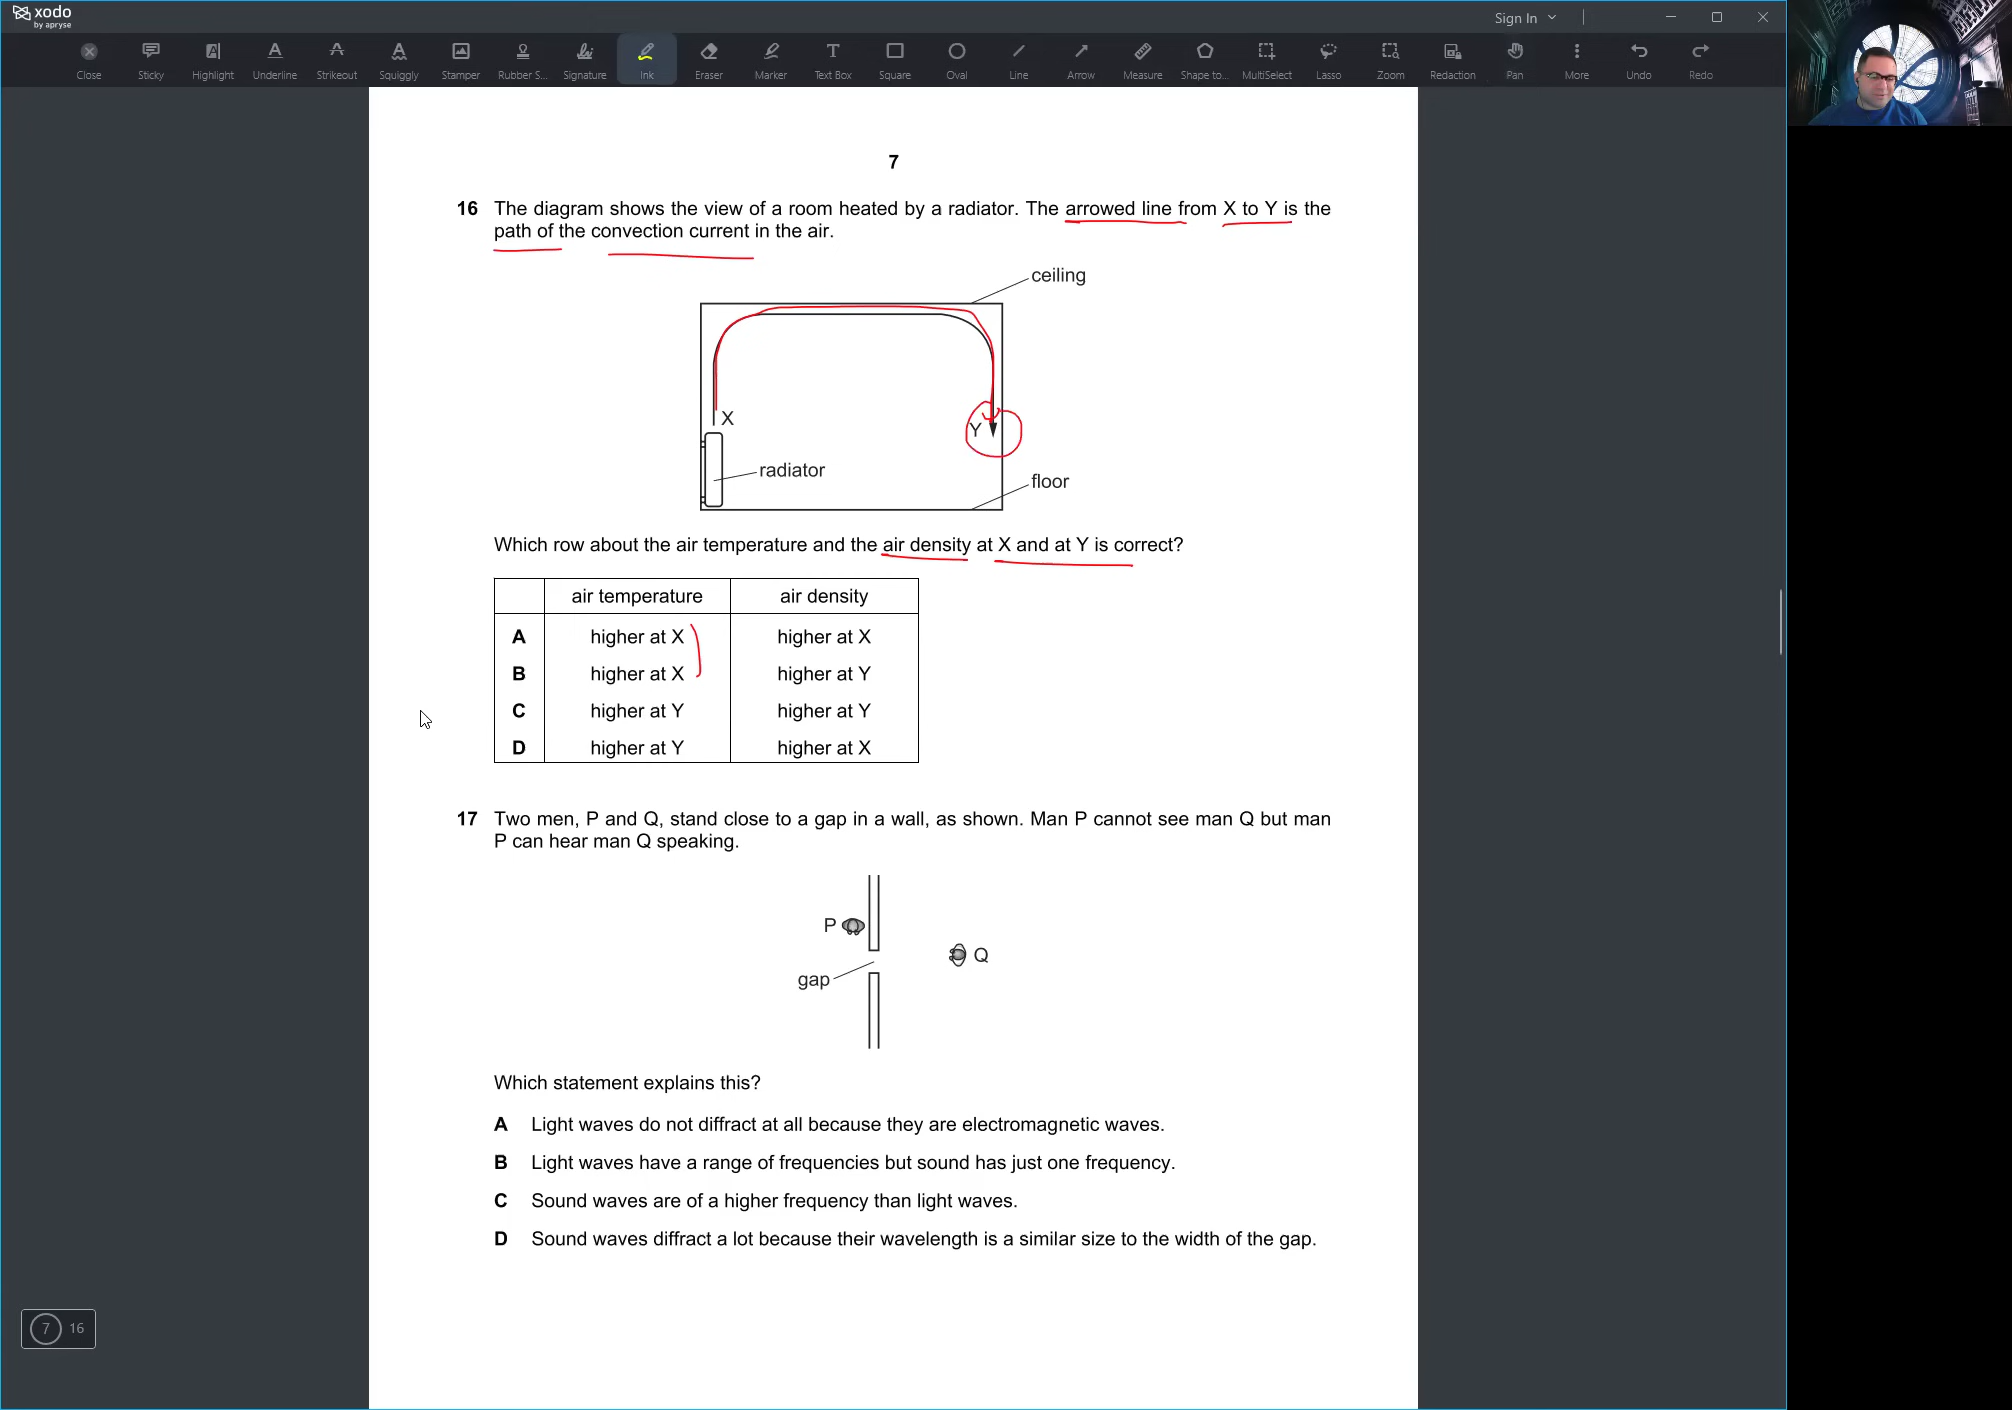 xodo
by apryse
Sign In
Close Sticky Highlight Underline Strikeout Squiggly Stamper Rubber S... Signature Ink Eraser Marker Text Box Square Oval Line Arrow Measure Shape to... MultiSelect Lasso Zoom Redaction Pan More Undo Redo
7
16 The diagram shows the view of a room heated by a radiator. The arrowed line from X to Y is the
path of the convection current in the air.
ceiling
X
Y
radiator
floor
Which row about the air temperature and the air density at X and at Y is correct?
air temperature air density
A higher at X higher at X
B higher at X higher at Y
C higher at Y higher at Y
D higher at Y higher at X
17 Two men, P and Q, stand close to a gap in a wall, as shown. Man P cannot see man Q but man
P can hear man Q speaking.
P
Q
gap
Which statement explains this?
A Light waves do not diffract at all because they are electromagnetic waves.
B Light waves have a range of frequencies but sound has just one frequency.
C Sound waves are of a higher frequency than light waves.
D Sound waves diffract a lot because their wavelength is a similar size to the width of the gap.
7 16